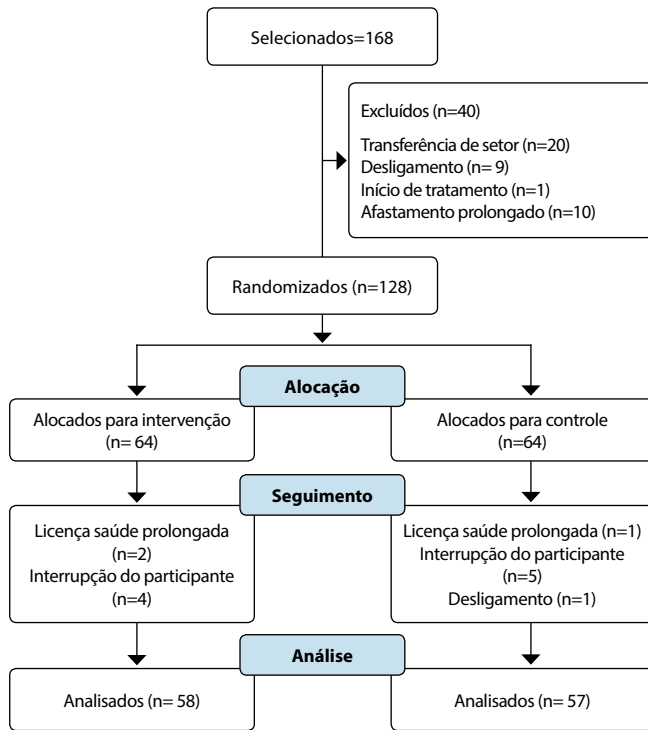 Selecionados=168
Excluídos (n=40)
Transferência de setor (n=20)
Desligamento (n= 9)
Início de tratamento (n=1)
Afastamento prolongado (n=10)
Randomizados (n=128)
Alocação
Alocados para intervenção
(n= 64)
Alocados para controle
(n=64)
Seguimento
Licença saúde prolongada
(n=2)
Interrupção do participante
(n=4)
Licença saúde prolongada (n=1)
Interrupção do participante
(n=5)
Desligamento (n=1)
Análise
Analisados (n= 58)
Analisados (n= 57)